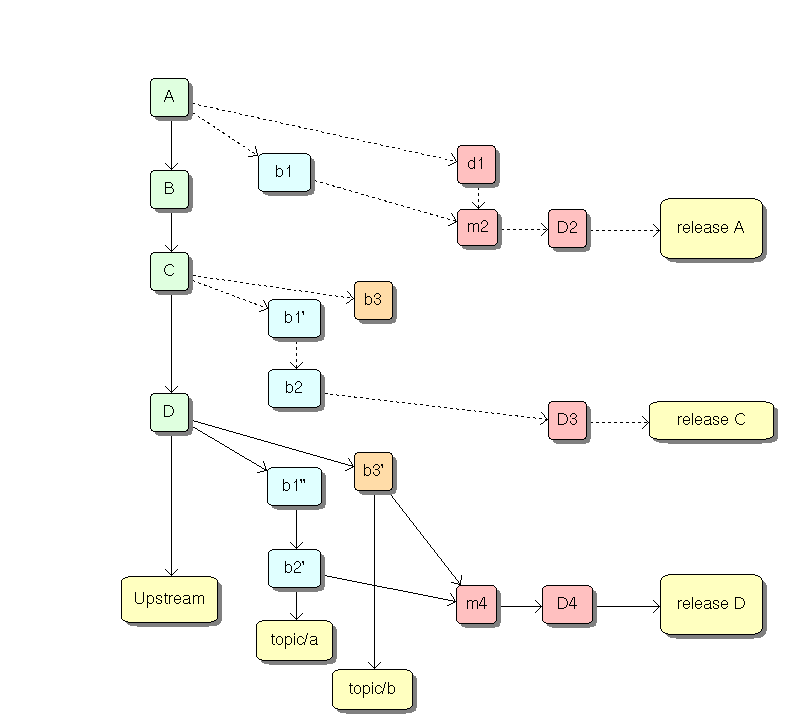 A
d1
b1
B
m2
D2
release A
C
b3
b1'
b2
D
D3
release C
b3'
b1"
b2'
Upstream
m4
D4
release D
topic/a
topic/b